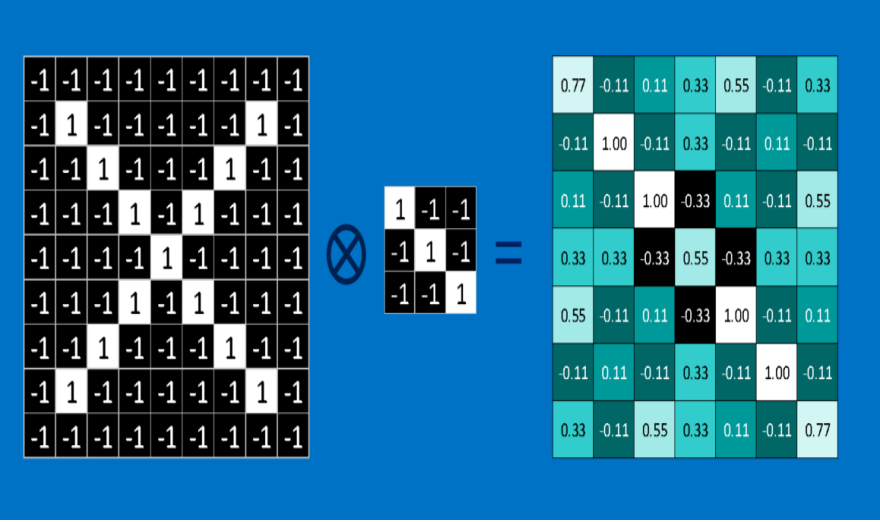 -1 -1 -1 -1 -1 -1 -1 -1 -1
-1 1 -1 -1 -1 -1 -1 1 -1
-1 -1 1 -1 -1 -1 1 -1 -1
-1 -1 -1 1 -1 1 -1 -1 -1
-1 -1 -1 -1 1 -1 -1 -1 -1
-1 -1 -1 1 -1 1 -1 -1 -1
-1 -1 1 -1 -1 -1 1 -1 -1
-1 1 -1 -1 -1 -1 -1 1 -1
-1 -1 -1 -1 -1 -1 -1 -1 -1
⊗
1 -1 -1
-1 1 -1
-1 -1 1
=
0.77 -0.11 0.11 0.33 0.55 -0.11 0.33
-0.11 1.00 -0.11 0.33 -0.11 0.11 -0.11
0.11 -0.11 1.00 -0.33 0.11 -0.11 0.55
0.33 0.33 -0.33 0.55 -0.33 0.33 0.33
0.55 -0.11 0.11 -0.33 1.00 -0.11 0.11
-0.11 0.11 -0.11 0.33 -0.11 1.00 -0.11
0.33 -0.11 0.55 0.33 0.11 -0.11 0.77